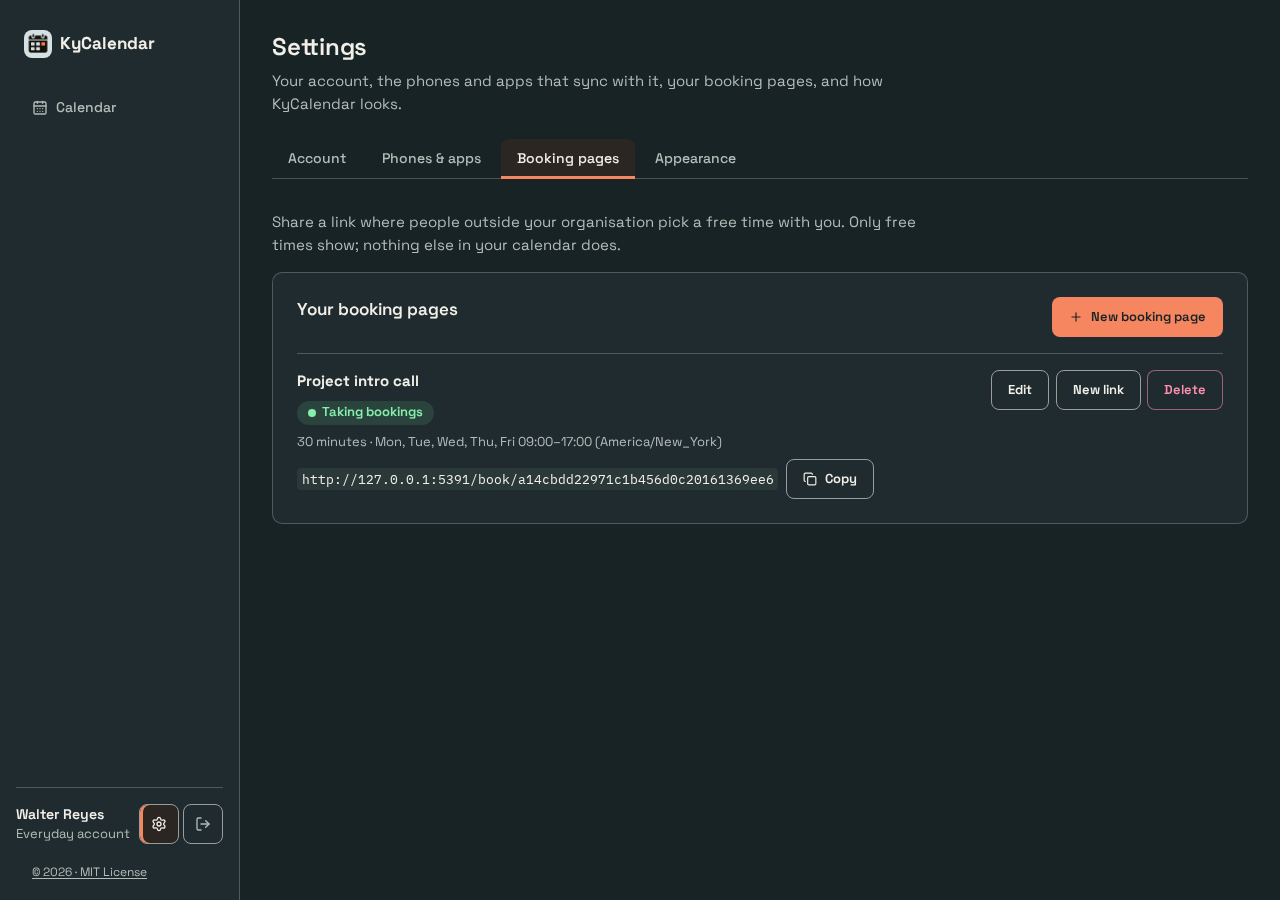 KyCalendar
Calendar
Walter Reyes
Everyday account
© 2026 · MIT License
Settings
Your account, the phones and apps that sync with it, your booking pages, and how
KyCalendar looks.
Account
Phones & apps
Booking pages
Appearance
Share a link where people outside your organisation pick a free time with you. Only free
times show; nothing else in your calendar does.
Your booking pages
New booking page
Project intro call
Edit
New link
Delete
Taking bookings
30 minutes · Mon, Tue, Wed, Thu, Fri 09:00–17:00 (America/New_York)
http://127.0.0.1:5391/book/a14cbdd22971c1b456d0c20161369ee6
Copy